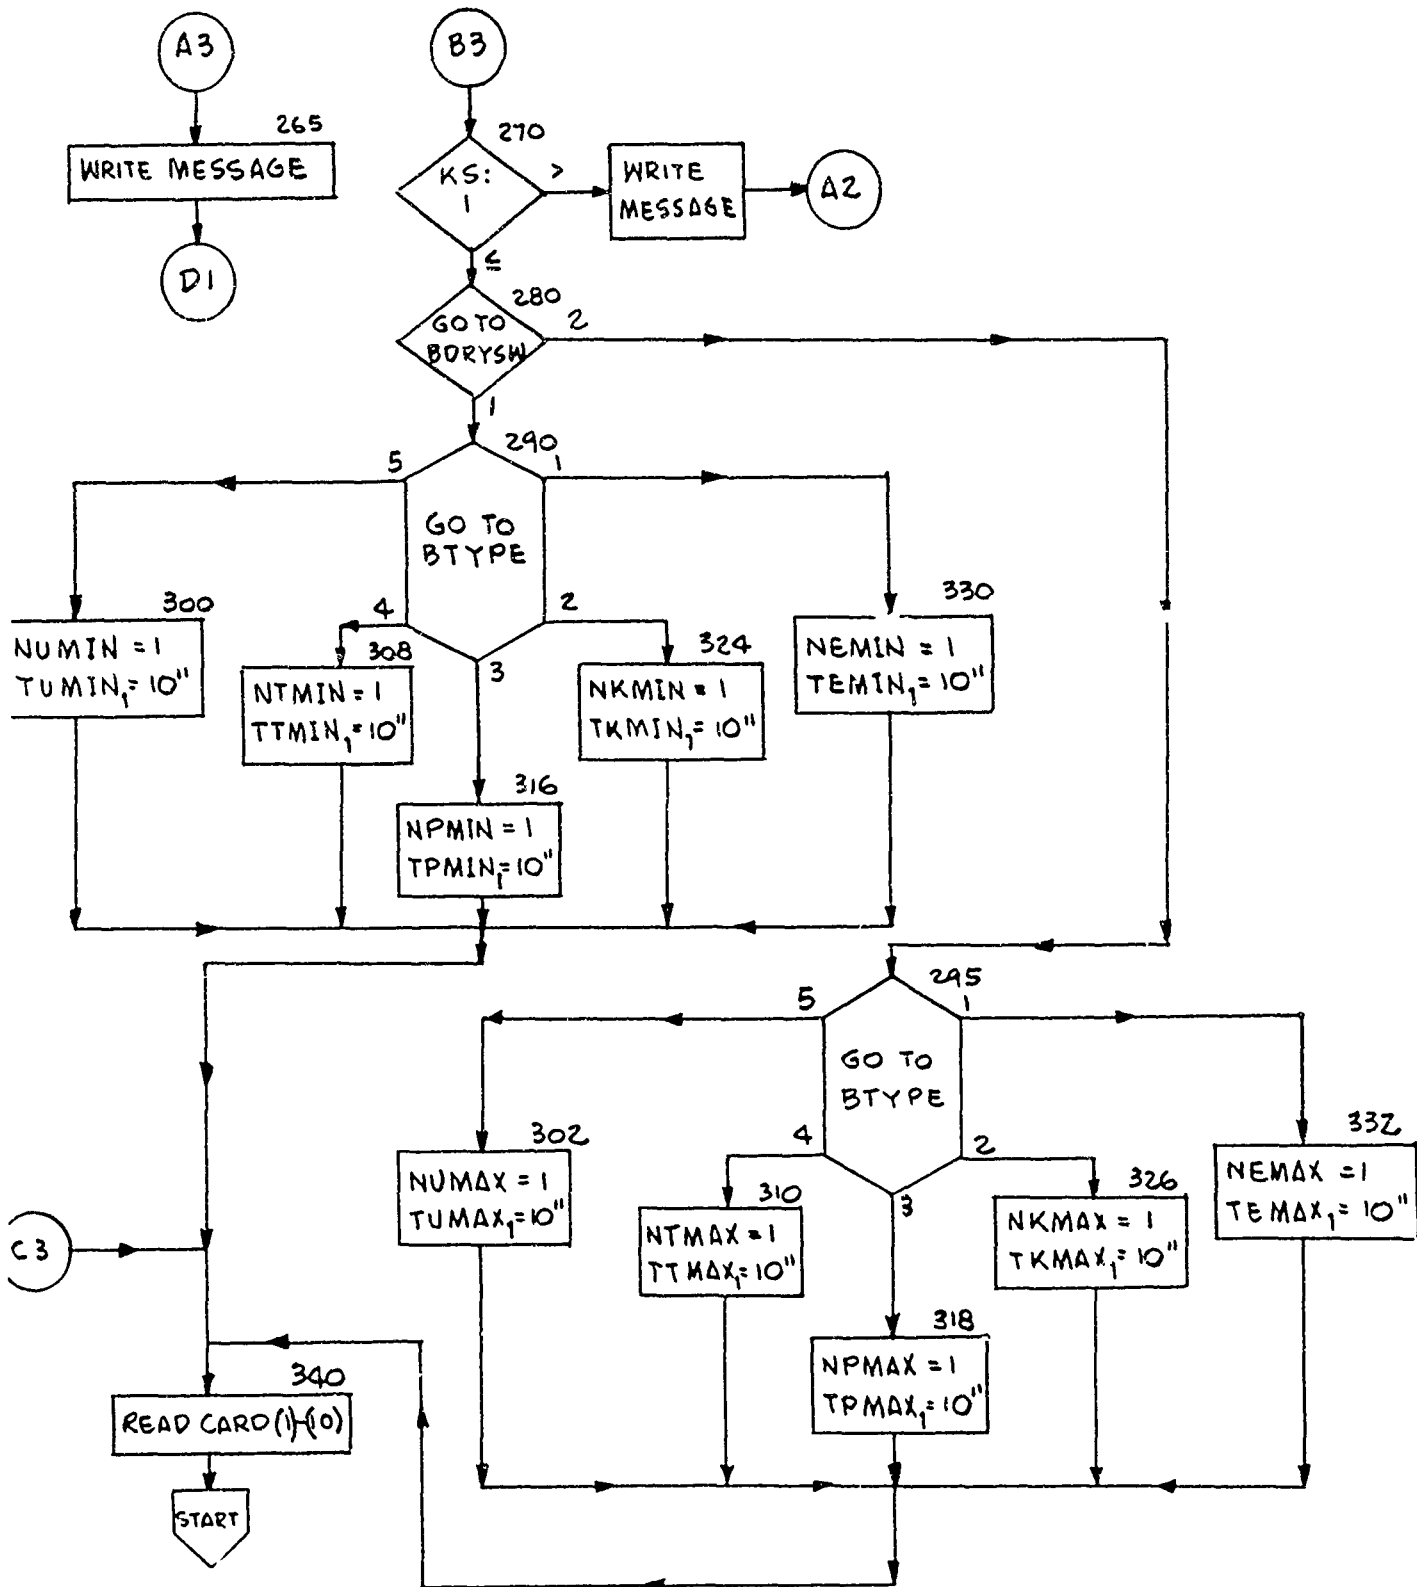 A3
B3
265
WRITE MESSAGE
D1
270
KS:
1
>
WRITE
MESSAGE
A2
≤
280
GO TO
BDRYSW
2
1
290
5
1
GO TO
BTYPE
4
2
3
300
NUMIN = 1
TUMIN₁ = 10"
308
NTMIN = 1
TTMIN₁ = 10"
316
NPMIN = 1
TPMIN₁ = 10"
324
NKMIN = 1
TKMIN₁ = 10"
330
NEMIN = 1
TEMIN₁ = 10"
295
5
1
GO TO
BTYPE
4
2
3
302
NUMAX = 1
TUMAX₁ = 10"
310
NTMAX = 1
TTMAX₁ = 10"
318
NPMAX = 1
TPMAX₁ = 10"
326
NKMAX = 1
TKMAX₁ = 10"
332
NEMAX = 1
TEMAX₁ = 10"
C3
340
READ CARD (1)-(10)
START